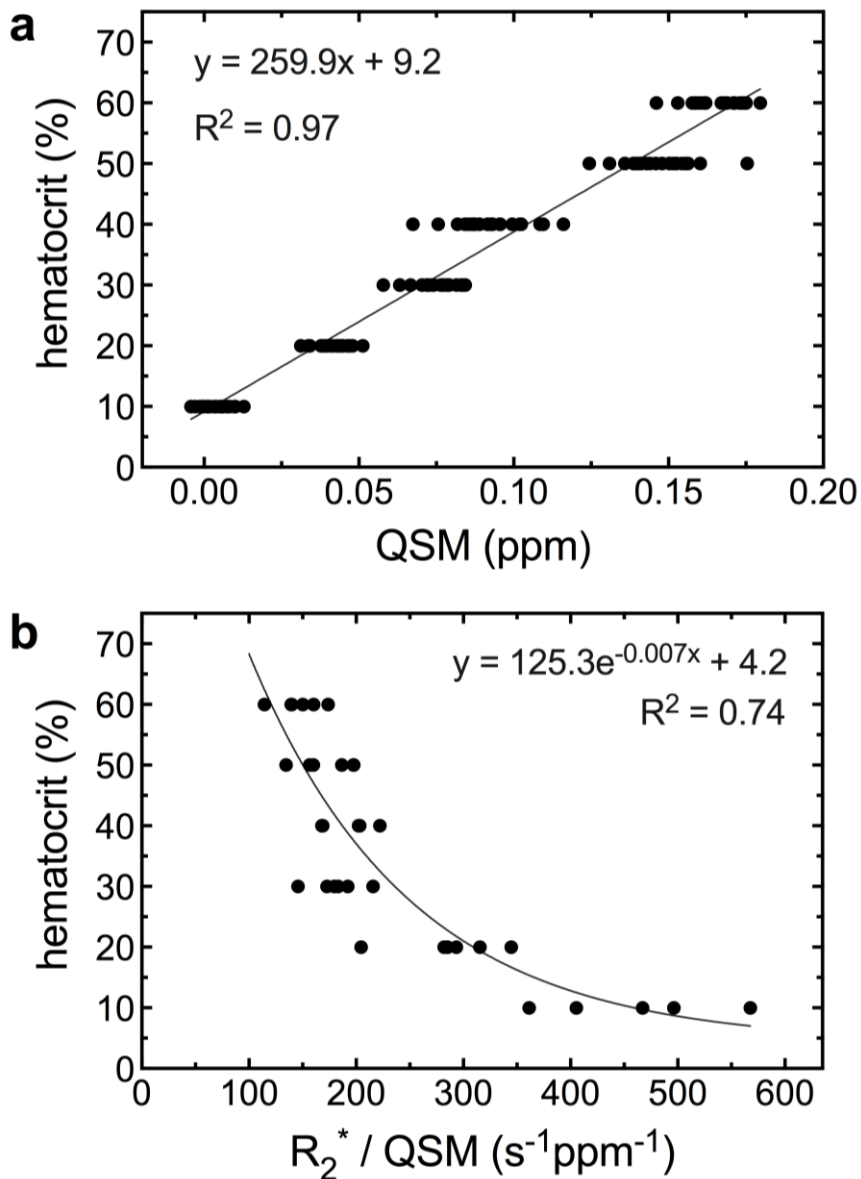 a
y = 259.9x + 9.2
R² = 0.97
hematocrit (%)
70
60
50
40
30
20
10
0
0.00 0.05 0.10 0.15 0.20
QSM (ppm)
b
y = 125.3e^-0.007x + 4.2
R² = 0.74
hematocrit (%)
70
60
50
40
30
20
10
0
0 100 200 300 400 500 600
R₂* / QSM (s⁻¹ppm⁻¹)